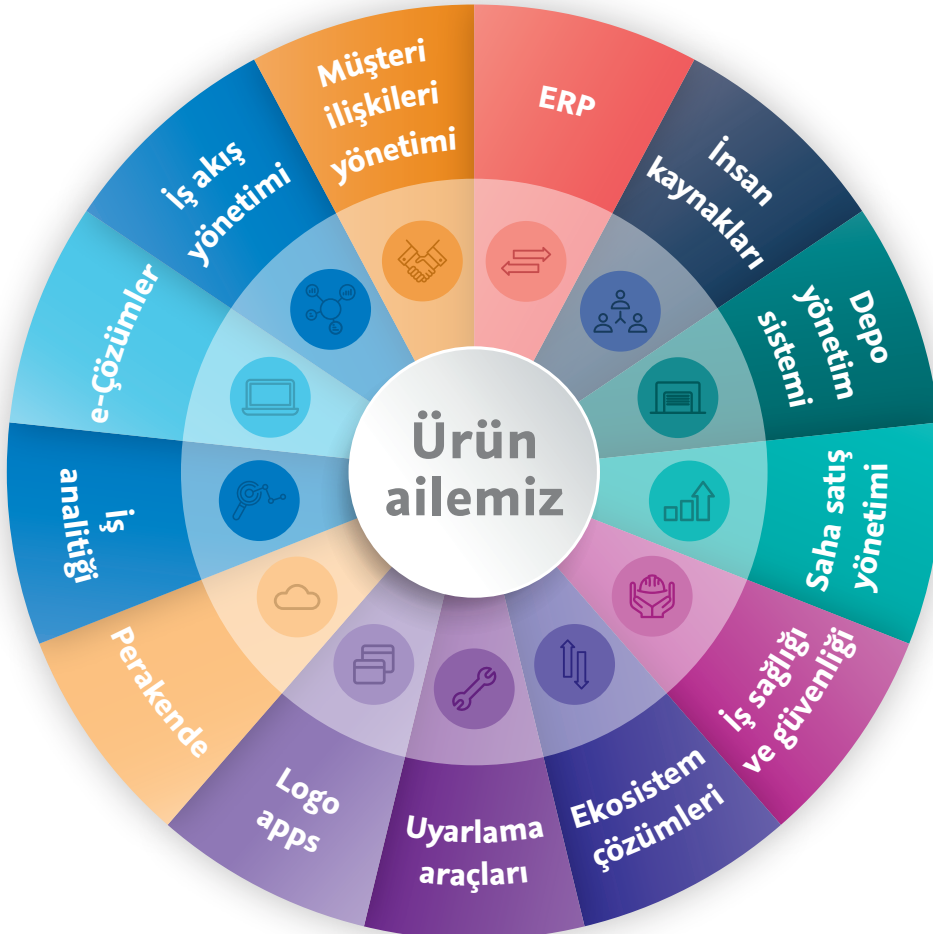 Ürün
ailemiz
ERP
İnsan
kaynakları
Depo
yönetim
sistemi
Saha satış
yönetimi
İş sağlığı
ve güvenliği
Ekosistem
çözümleri
Uyarlama
araçları
Logo
apps
Perakende
İş
analitiği
e-Çözümler
İş akış
yönetimi
Müşteri
ilişkileri
yönetimi